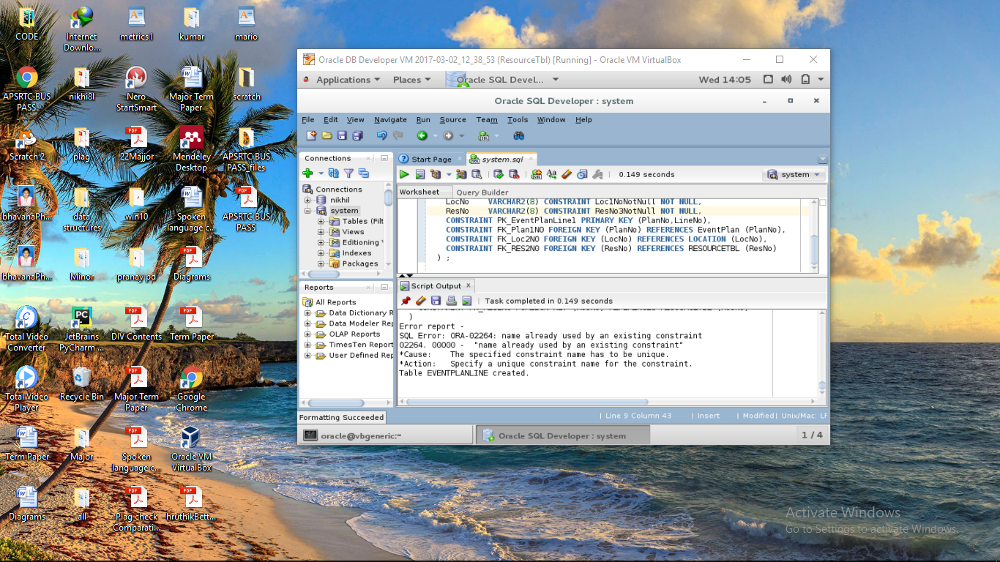 CODE
Internet
Downlo...
metrics1
kumar
mario
APSRTC BUS
PASS
nikhi8l
Nero
StartSmart
Major Term
Paper
scratch
Scratch 2
plag
22Majjor
Mendeley
Desktop
APSRTC BUS
PASS_files
bhavanaPh...
data
structures
win10
Spoken
language c...
APSRTC BUS
PASS
bhavanaPh...
Minor
pranay pd
Diagrams
Total Video
Converter
JetBrains
PyCharm ...
DIV Contents
Term Paper
Total Video
Player
Recycle Bin
Major Term
Paper
Google
Chrome
Term Paper
Major
Spoken
language c...
Oracle VM
VirtualBox
Diagrams
all
Plag check
Comparati...
hruthikBett...
Oracle DB Developer VM 2017-03-02_12_38_53 (ResourceTbl) [Running] - Oracle VM VirtualBox
Applications Places Oracle SQL Devel... Wed 14:05
Oracle SQL Developer : system
File Edit View Navigate Run Source Team Tools Window Help
Connections
Connections
nikhil
system
Tables (Filt
Views
Editioning
Indexes
Packages
Reports
All Reports
Data Dictionary R
Data Modeler Rep
OLAP Reports
TimesTen Report
User Defined Rep
Start Page system.sql
0.149 seconds system
Worksheet Query Builder
LocNo VARCHAR2(8) CONSTRAINT Loc1NoNotNull NOT NULL,
ResNo VARCHAR2(8) CONSTRAINT ResNo3NotNull NOT NULL,
CONSTRAINT PK_EventPlanLine1 PRIMARY KEY (PlanNo,LineNo),
CONSTRAINT FK_Plan1NO FOREIGN KEY (PlanNo) REFERENCES EventPlan (PlanNo),
CONSTRAINT FK_Loc2NO FOREIGN KEY (LocNo) REFERENCES LOCATION (LocNo),
CONSTRAINT FK_RES2NO FOREIGN KEY (ResNo) REFERENCES RESOURCETBL (ResNo)
) ;
Script Output
Task completed in 0.149 seconds
)
Error report -
SQL Error: ORA-02264: name already used by an existing constraint
02264. 00000 - "name already used by an existing constraint"
*Cause: The specified constraint name has to be unique.
*Action: Specify a unique constraint name for the constraint.
Table EVENTPLANLINE created.
Formatting Succeeded
Line 9 Column 43 | Insert | Modified | Unix/Mac: LF
oracle@vbgeneric:~ Oracle SQL Developer : system 1 / 4
Activate Windows
Go to Settings to activate Windows.